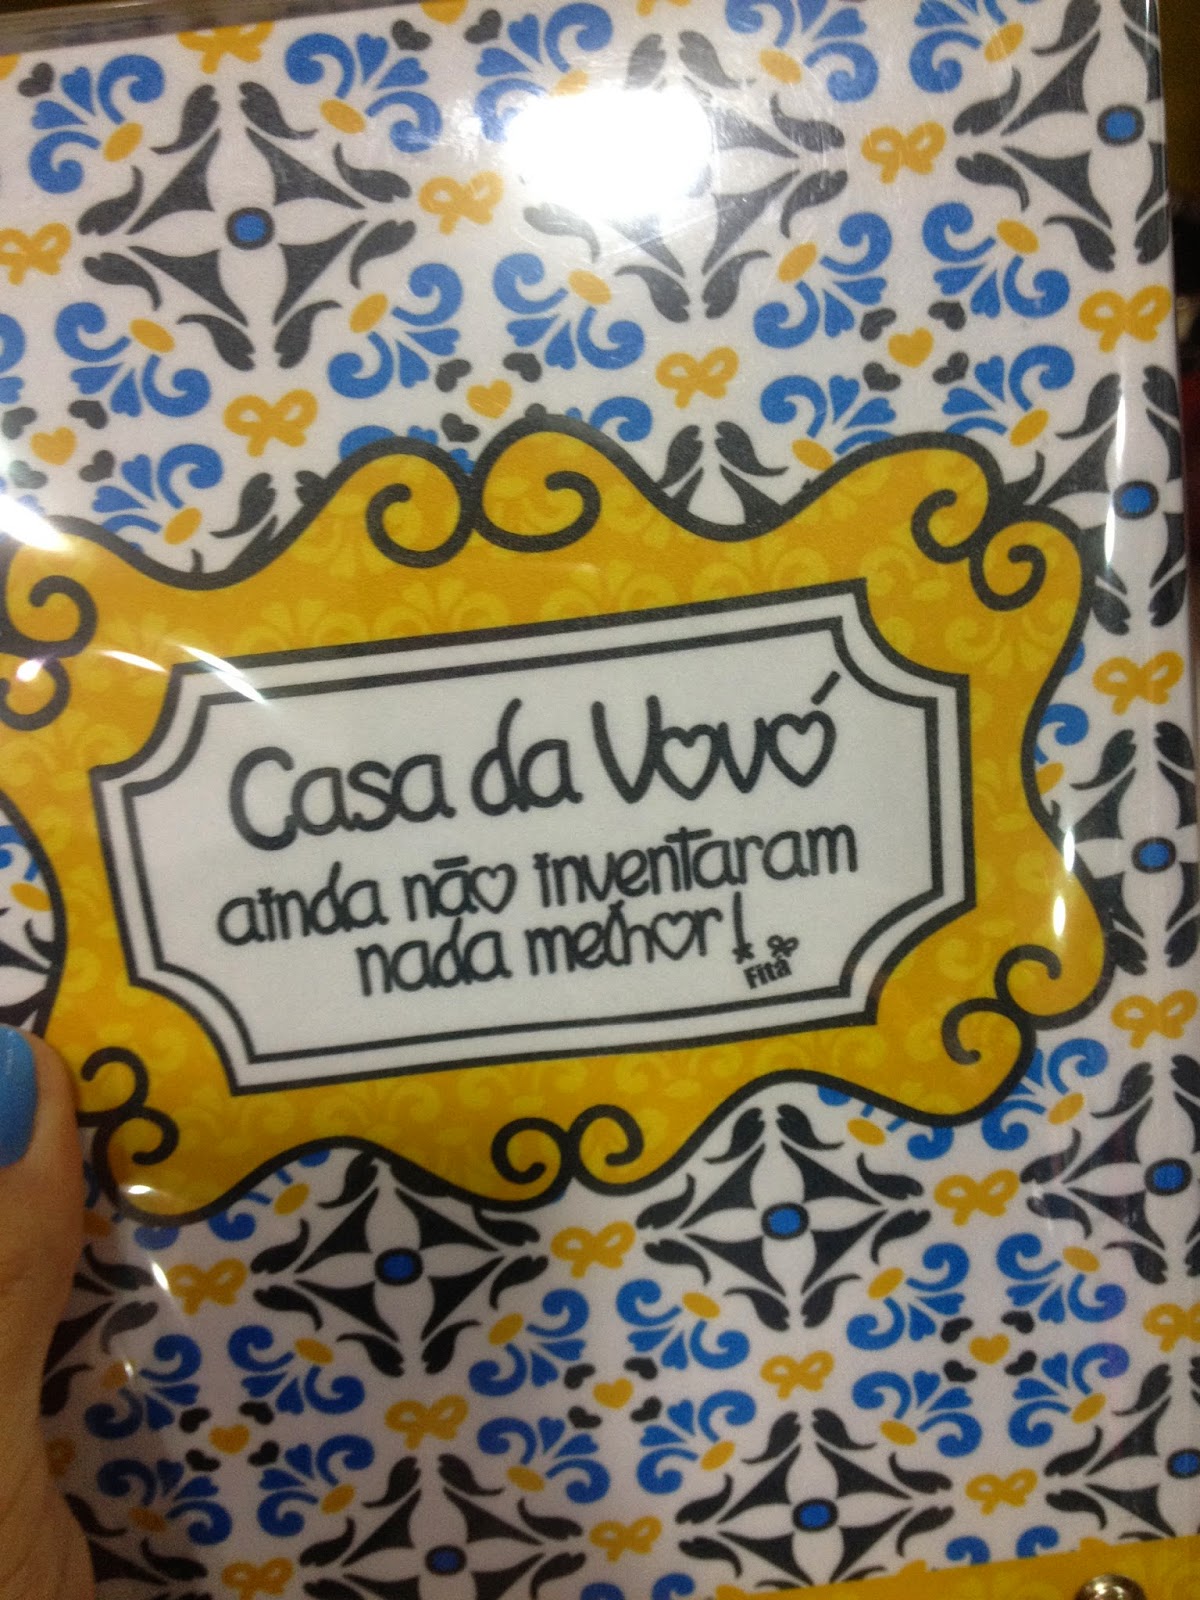 Casa da Vovó
ainda não inventaram
nada melhor!
Fitá